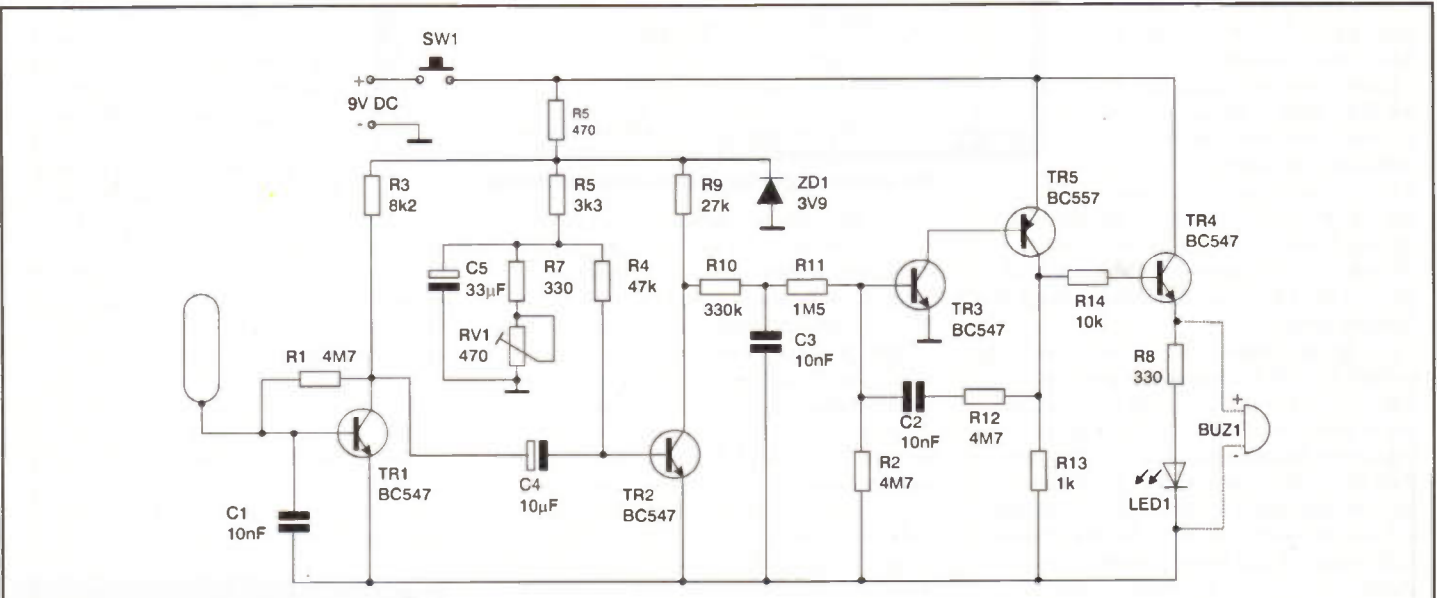 SW1
+
9V DC
-
R5
470
R3
8k2
R5
3k3
R9
27k
ZD1
3V9
TR5
BC557
TR4
BC547
C5
33µF
R7
330
R4
47k
R10
330k
R11
1M5
TR3
BC547
R14
10k
RV1
470
C3
10nF
R1 4M7
R8
330
C2
10nF
R12
4M7
+
BUZ1
-
TR1
BC547
C4
10µF
TR2
BC547
R2
4M7
R13
1k
LED1
C1
10nF